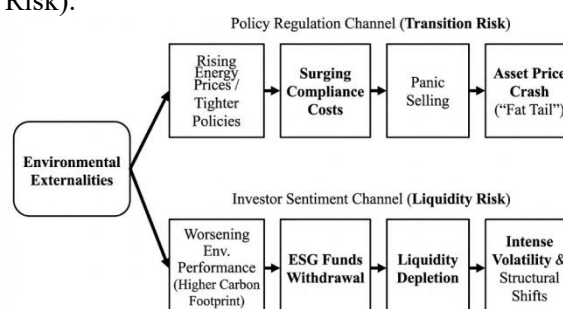 Risk).
Policy Regulation Channel (Transition Risk)
Rising
Energy
Prices /
Tighter
Policies
Surging
Compliance
Costs
Panic
Selling
Asset Price
Crash
(“Fat Tail”)
Environmental
Externalities
Investor Sentiment Channel (Liquidity Risk)
Worsening
Env.
Performance
(Higher Carbon
Footprint)
ESG Funds
Withdrawal
Liquidity
Depletion
Intense
Volatility &
Structural
Shifts